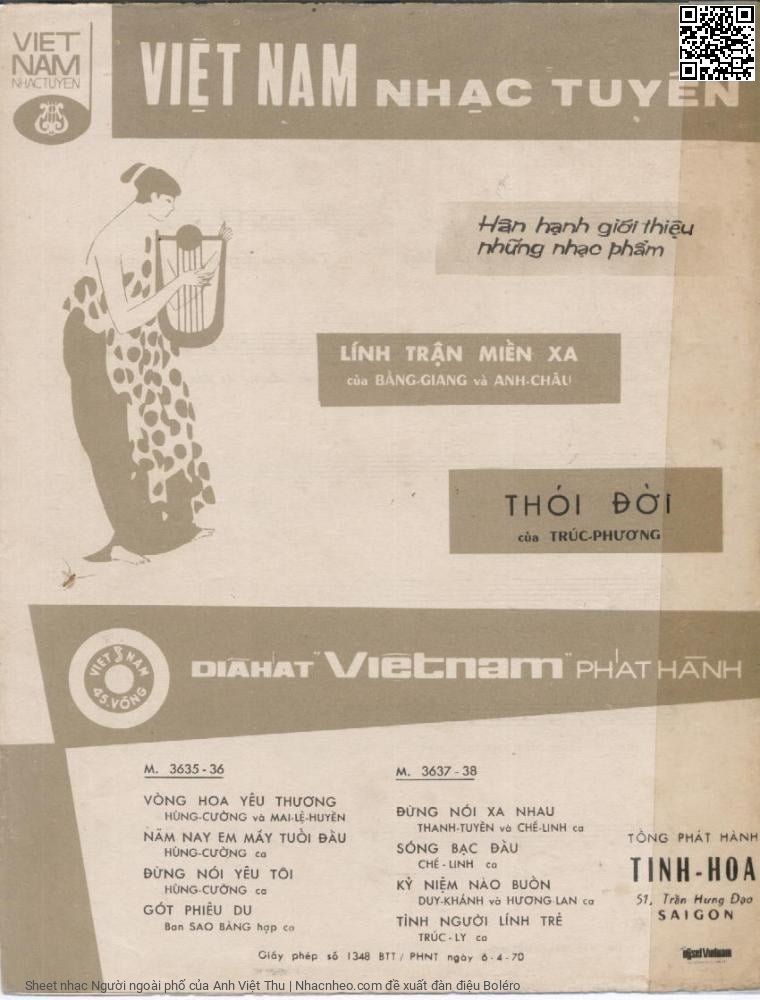 VIET
NAM
NHẠC TUYỂN
VIỆT NAM NHẠC TUYỂN
Hân hạnh giới thiệu
những nhạc phẩm
LÍNH TRẬN MIỀN XA
của BẰNG-GIANG và ANH-CHÂU
THÓI ĐỜI
của TRÚC-PHƯƠNG
VIET NAM
45.VÒNG
DIÃHÁT "Việtnam" PHÁT HÀNH
M. 3635 - 36
VÒNG HOA YÊU THƯƠNG
HÙNG-CƯỜNG và MAI-LỆ-HUYỀN
NĂM NAY EM MẤY TUỔI ĐẦU
HÙNG-CƯỜNG ca
ĐỪNG NÓI YÊU TÔI
HÙNG-CƯỜNG ca
GÓT PHIÊU DU
Ban SAO BĂNG hợp ca
M. 3637 - 38
ĐỪNG NÓI XA NHAU
THANH-TUYỀN và CHẾ-LINH ca
SÓNG BẠC ĐẦU
CHẾ - LINH ca
KỶ NIỆM NÀO BUỒN
DUY-KHÁNH và HƯƠNG LAN ca
TÌNH NGƯỜI LÍNH TRẺ
TRÚC - LY ca
TỔNG PHÁT HÀNH
TINH-HOA
51, Trần Hưng Đạo
SAIGON
Giấy phép số 1348 BTT / PHNT ngày 6-4-70
Sheet nhạc Người ngoài phố của Anh Việt Thu | Nhacnheo.com đề xuất đàn điệu Boléro